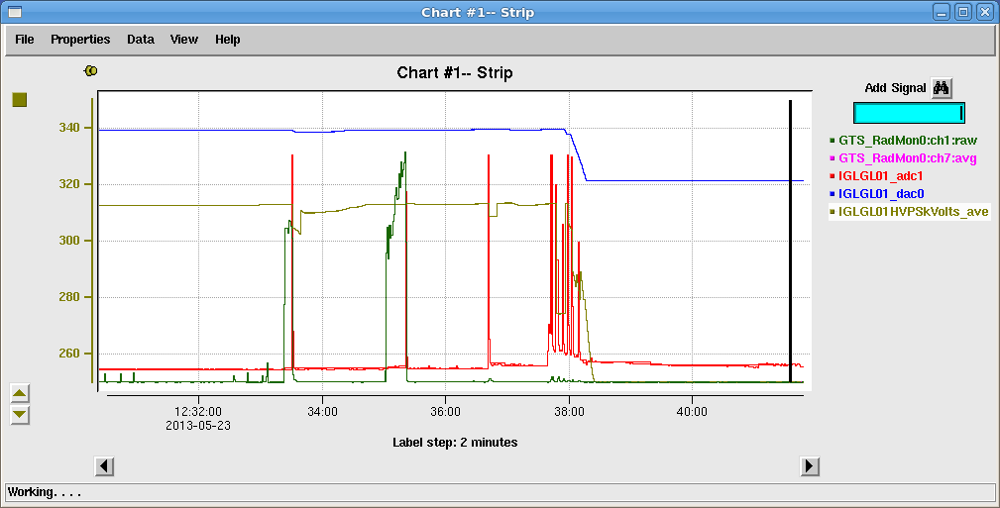 Chart #1-- Strip
File Properties Data View Help
Chart #1-- Strip
Add Signal
GTS_RadMon0:ch1:raw
GTS_RadMon0:ch7:avg
IGLGL01_adc1
IGLGL01_dac0
IGLGL01HVPSkVolts_ave
340
320
300
280
260
12:32:00 34:00 36:00 38:00 40:00
2013-05-23
Label step: 2 minutes
Working....